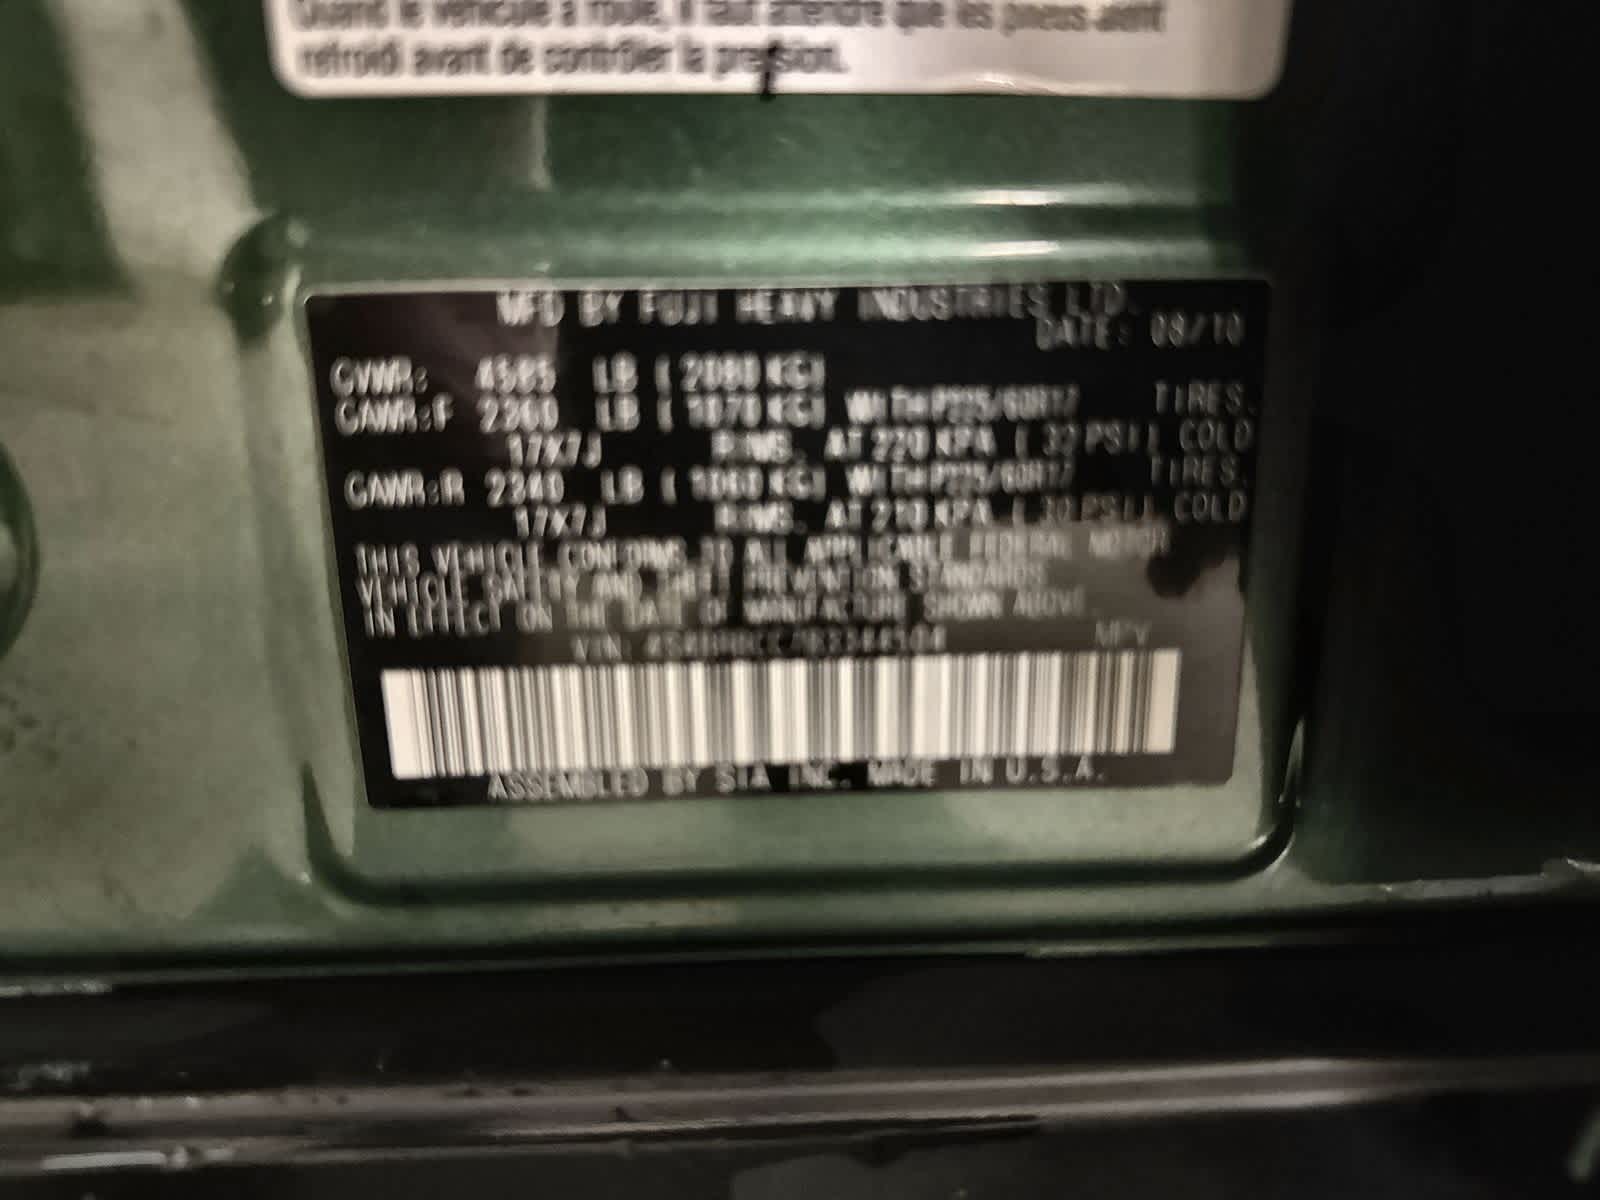 Quand le véhicule a roulé, il faut attendre que les pneus aient
refroidi avant de contrôler la pression.
MFD BY FUJI HEAVY INDUSTRIES LTD.
DATE: 08/10
GVWR: 4585 LB ( 2080 KG)
GAWR:F 2360 LB ( 1070 KG) WITH P225/60R17 TIRES.
17X7J RIMS. AT 220 KPA ( 32 PSI) COLD
GAWR:R 2340 LB ( 1060 KG) WITH P225/60R17 TIRES.
17X7J RIMS. AT 210 KPA ( 30 PSI) COLD
THIS VEHICLE CONFORMS TO ALL APPLICABLE FEDERAL MOTOR
VEHICLE SAFETY AND THEFT PREVENTION STANDARDS
IN EFFECT ON THE DATE OF MANUFACTURE SHOWN ABOVE.
VIN: MPV
ASSEMBLED BY SIA INC. MADE IN U.S.A.